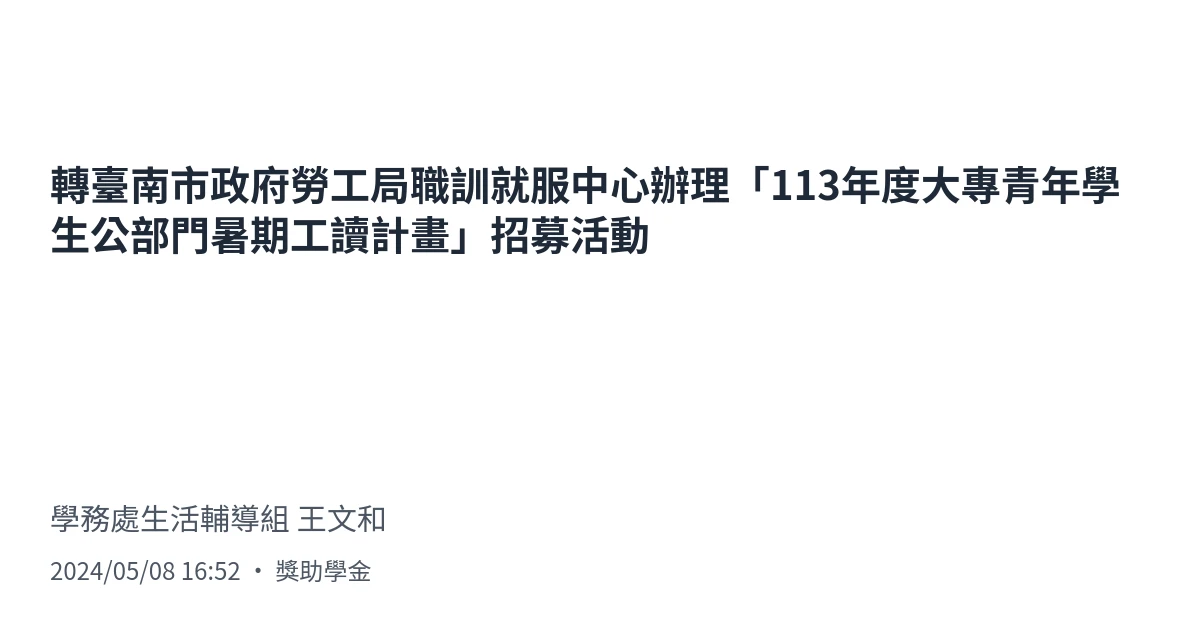 轉臺南市政府勞工局職訓就服中心辦理「113年度大專青年學
生公部門暑期工讀計畫」招募活動
學務處生活輔導組 王文和
2024/05/08 16:52 ・ 獎助學金